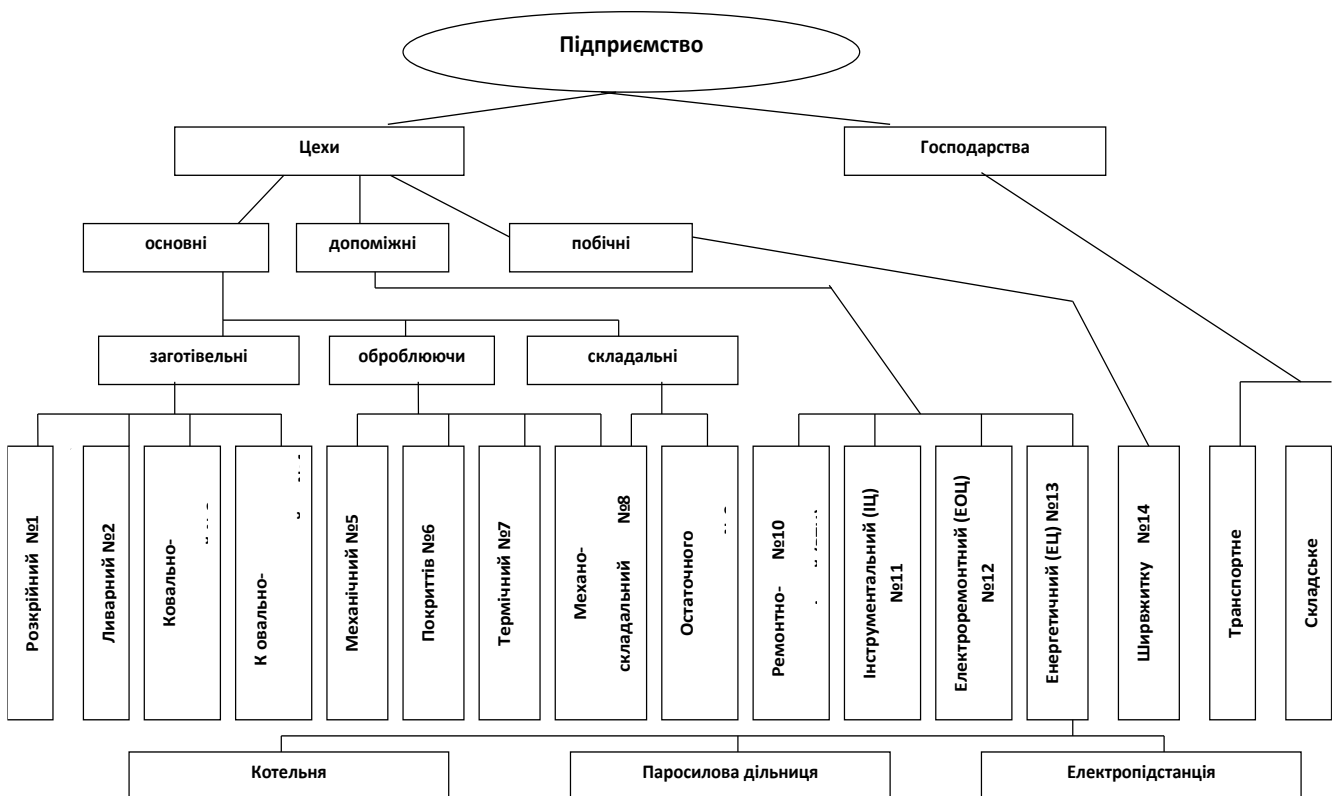 Підприємство
Цехи
Господарства
основні
допоміжні
побічні
заготівельні
оброблюючи
складальні
Розкрійний №1
Ливарний №2
Ковально-
К овально-
Механічний №5
Покриттів №6
Термічний №7
Механо-
складальний №8
Остаточного
Ремонтно- №10
Інструментальний (ІЦ)
№11
Електроремонтний (ЕОЦ)
№12
Енергетичний (ЕЦ) №13
Ширвжитку №14
Транспортне
Складське
Котельня
Паросилова дільниця
Електропідстанція